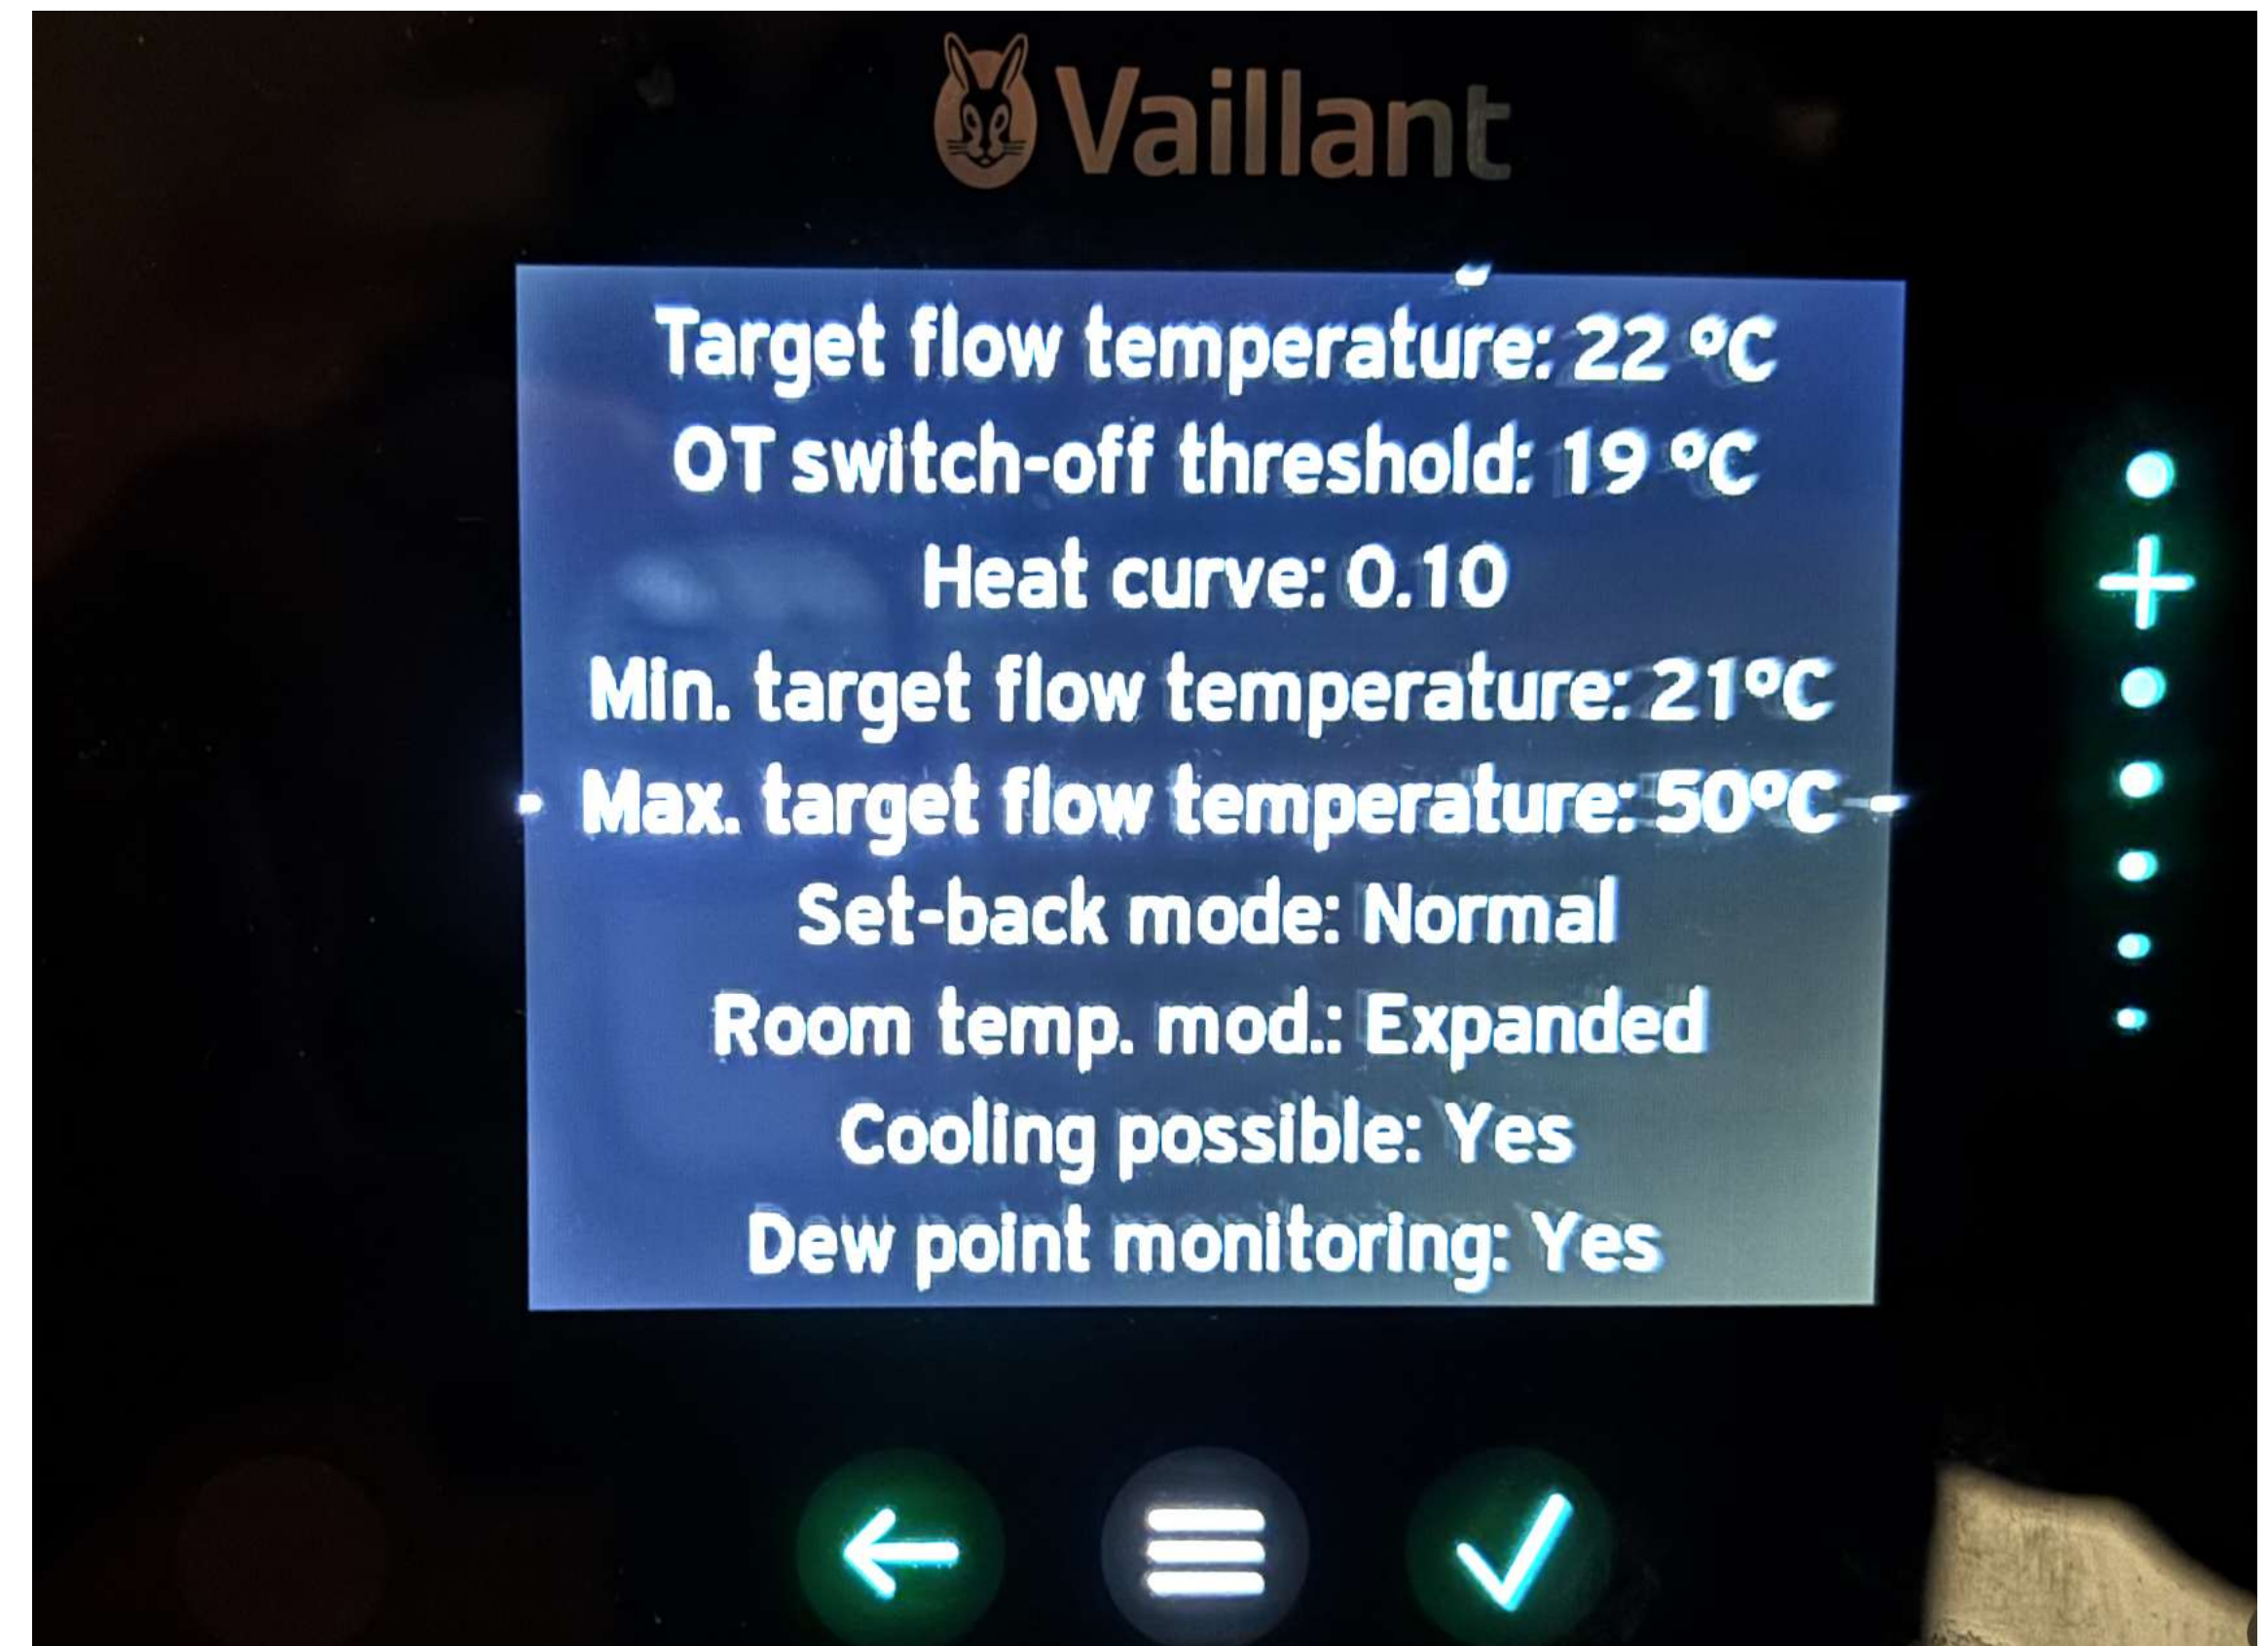 Vaillant
Target flow temperature: 22 °C
OT switch-off threshold: 19 °C
Heat curve: 0.10
Min. target flow temperature: 21°C
Max. target flow temperature: 50°C
Set-back mode: Normal
Room temp. mod.: Expanded
Cooling possible: Yes
Dew point monitoring: Yes